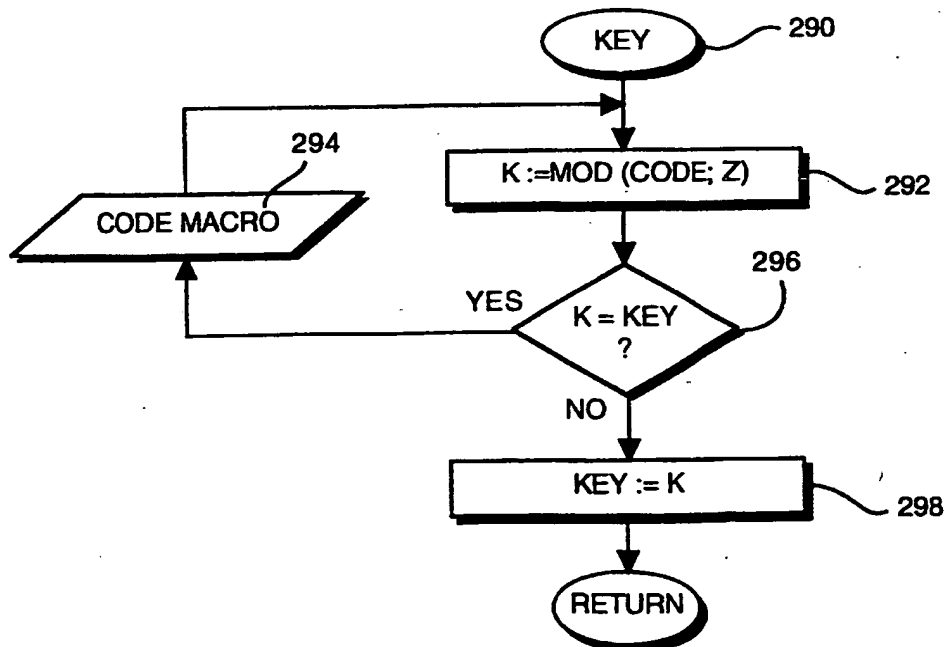 KEY
290
294
K :=MOD (CODE; Z)
292
CODE MACRO
296
YES
K = KEY
?
NO
KEY := K
298
RETURN